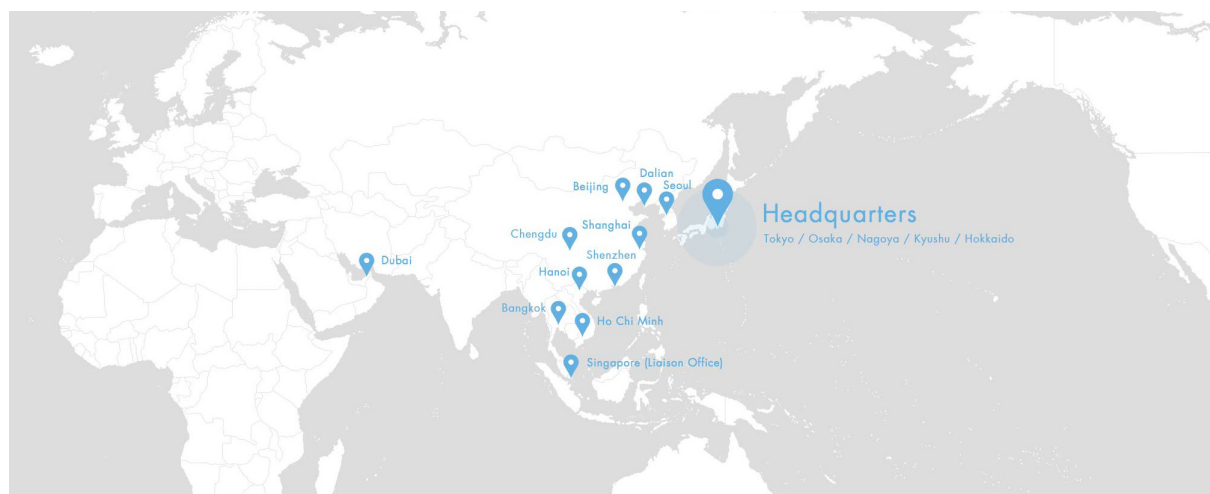 Dalian
Beijing
Seoul
Headquarters
Tokyo / Osaka / Nagoya / Kyushu / Hokkaido
Shanghai
Chengdu
Shenzhen
Dubai
Hanoi
Bangkok
Ho Chi Minh
Singapore (Liaison Office)